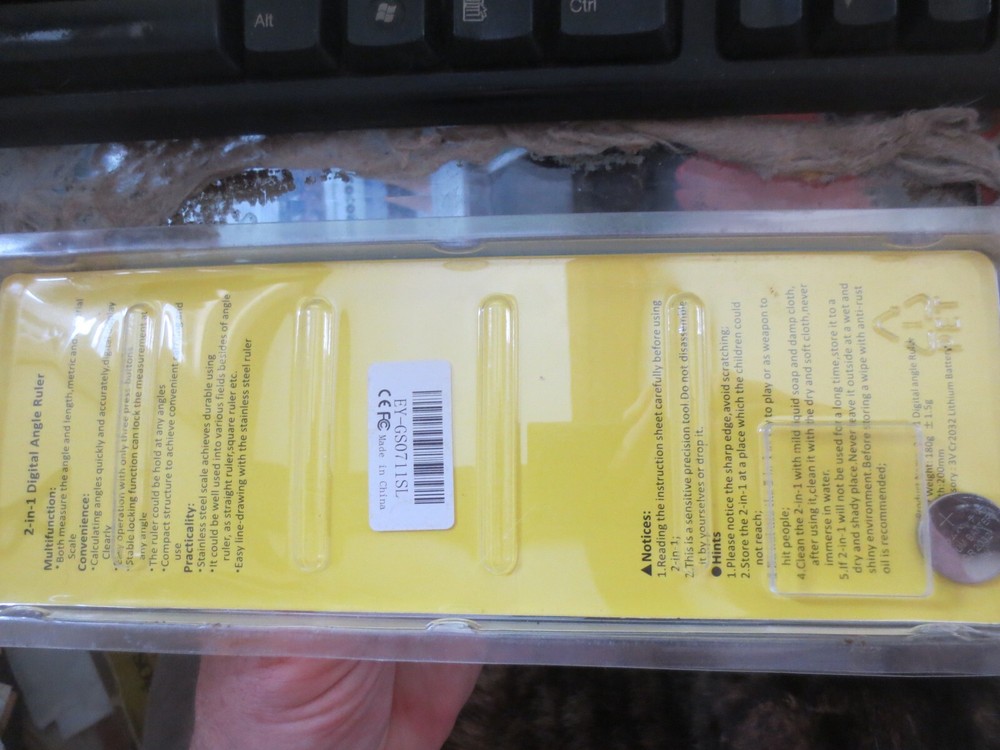 Alt
Ctrl
2-in-1 Digital Angle Ruler
Multifunction:
• Both measure the angle and length,metric and
Scale
Convenience:
• Calculating angles quickly and accurately,
Clearly
operation with only three press-buttons
• Stable locking function can lock the measurement
any angle
• The ruler could be hold at any angles
• Compact structure to achieve convenient
use
Practicality:
• Stainless steel scale achieves durable using
• It could be well used into various fields besides of angle
ruler, as straight ruler,square ruler etc.
• Easy line-drawing with the stainless steel ruler
EY-GS0711SL
CE FC Made in China
▲Notices:
1.Reading the instruction sheet carefully before using
2-in-1;
2.This is a sensitive precision tool.Do not disassemble
it by yourselves or drop it.
●Hints
1.Please notice the sharp edge,avoid scratching;
2.Store the 2-in-1 at a place which the children could
not reach;
to play or as weapon to
hit people;
4.Clean the 2-in-1 with mild liquid soap and damp cloth,
after using it,clean it with the dry and soft cloth,never
immerse in water.
5.If 2-in-1 will not be used for a long time,store it to a
dry and shady place.Never leave it outside at a wet and
shiny environment.Before storing a wipe with anti-rust
oil is recommended;
Digital angle Ruler
Weight 180g ±15g
200mm
3V Cr2032 Lithium Battery